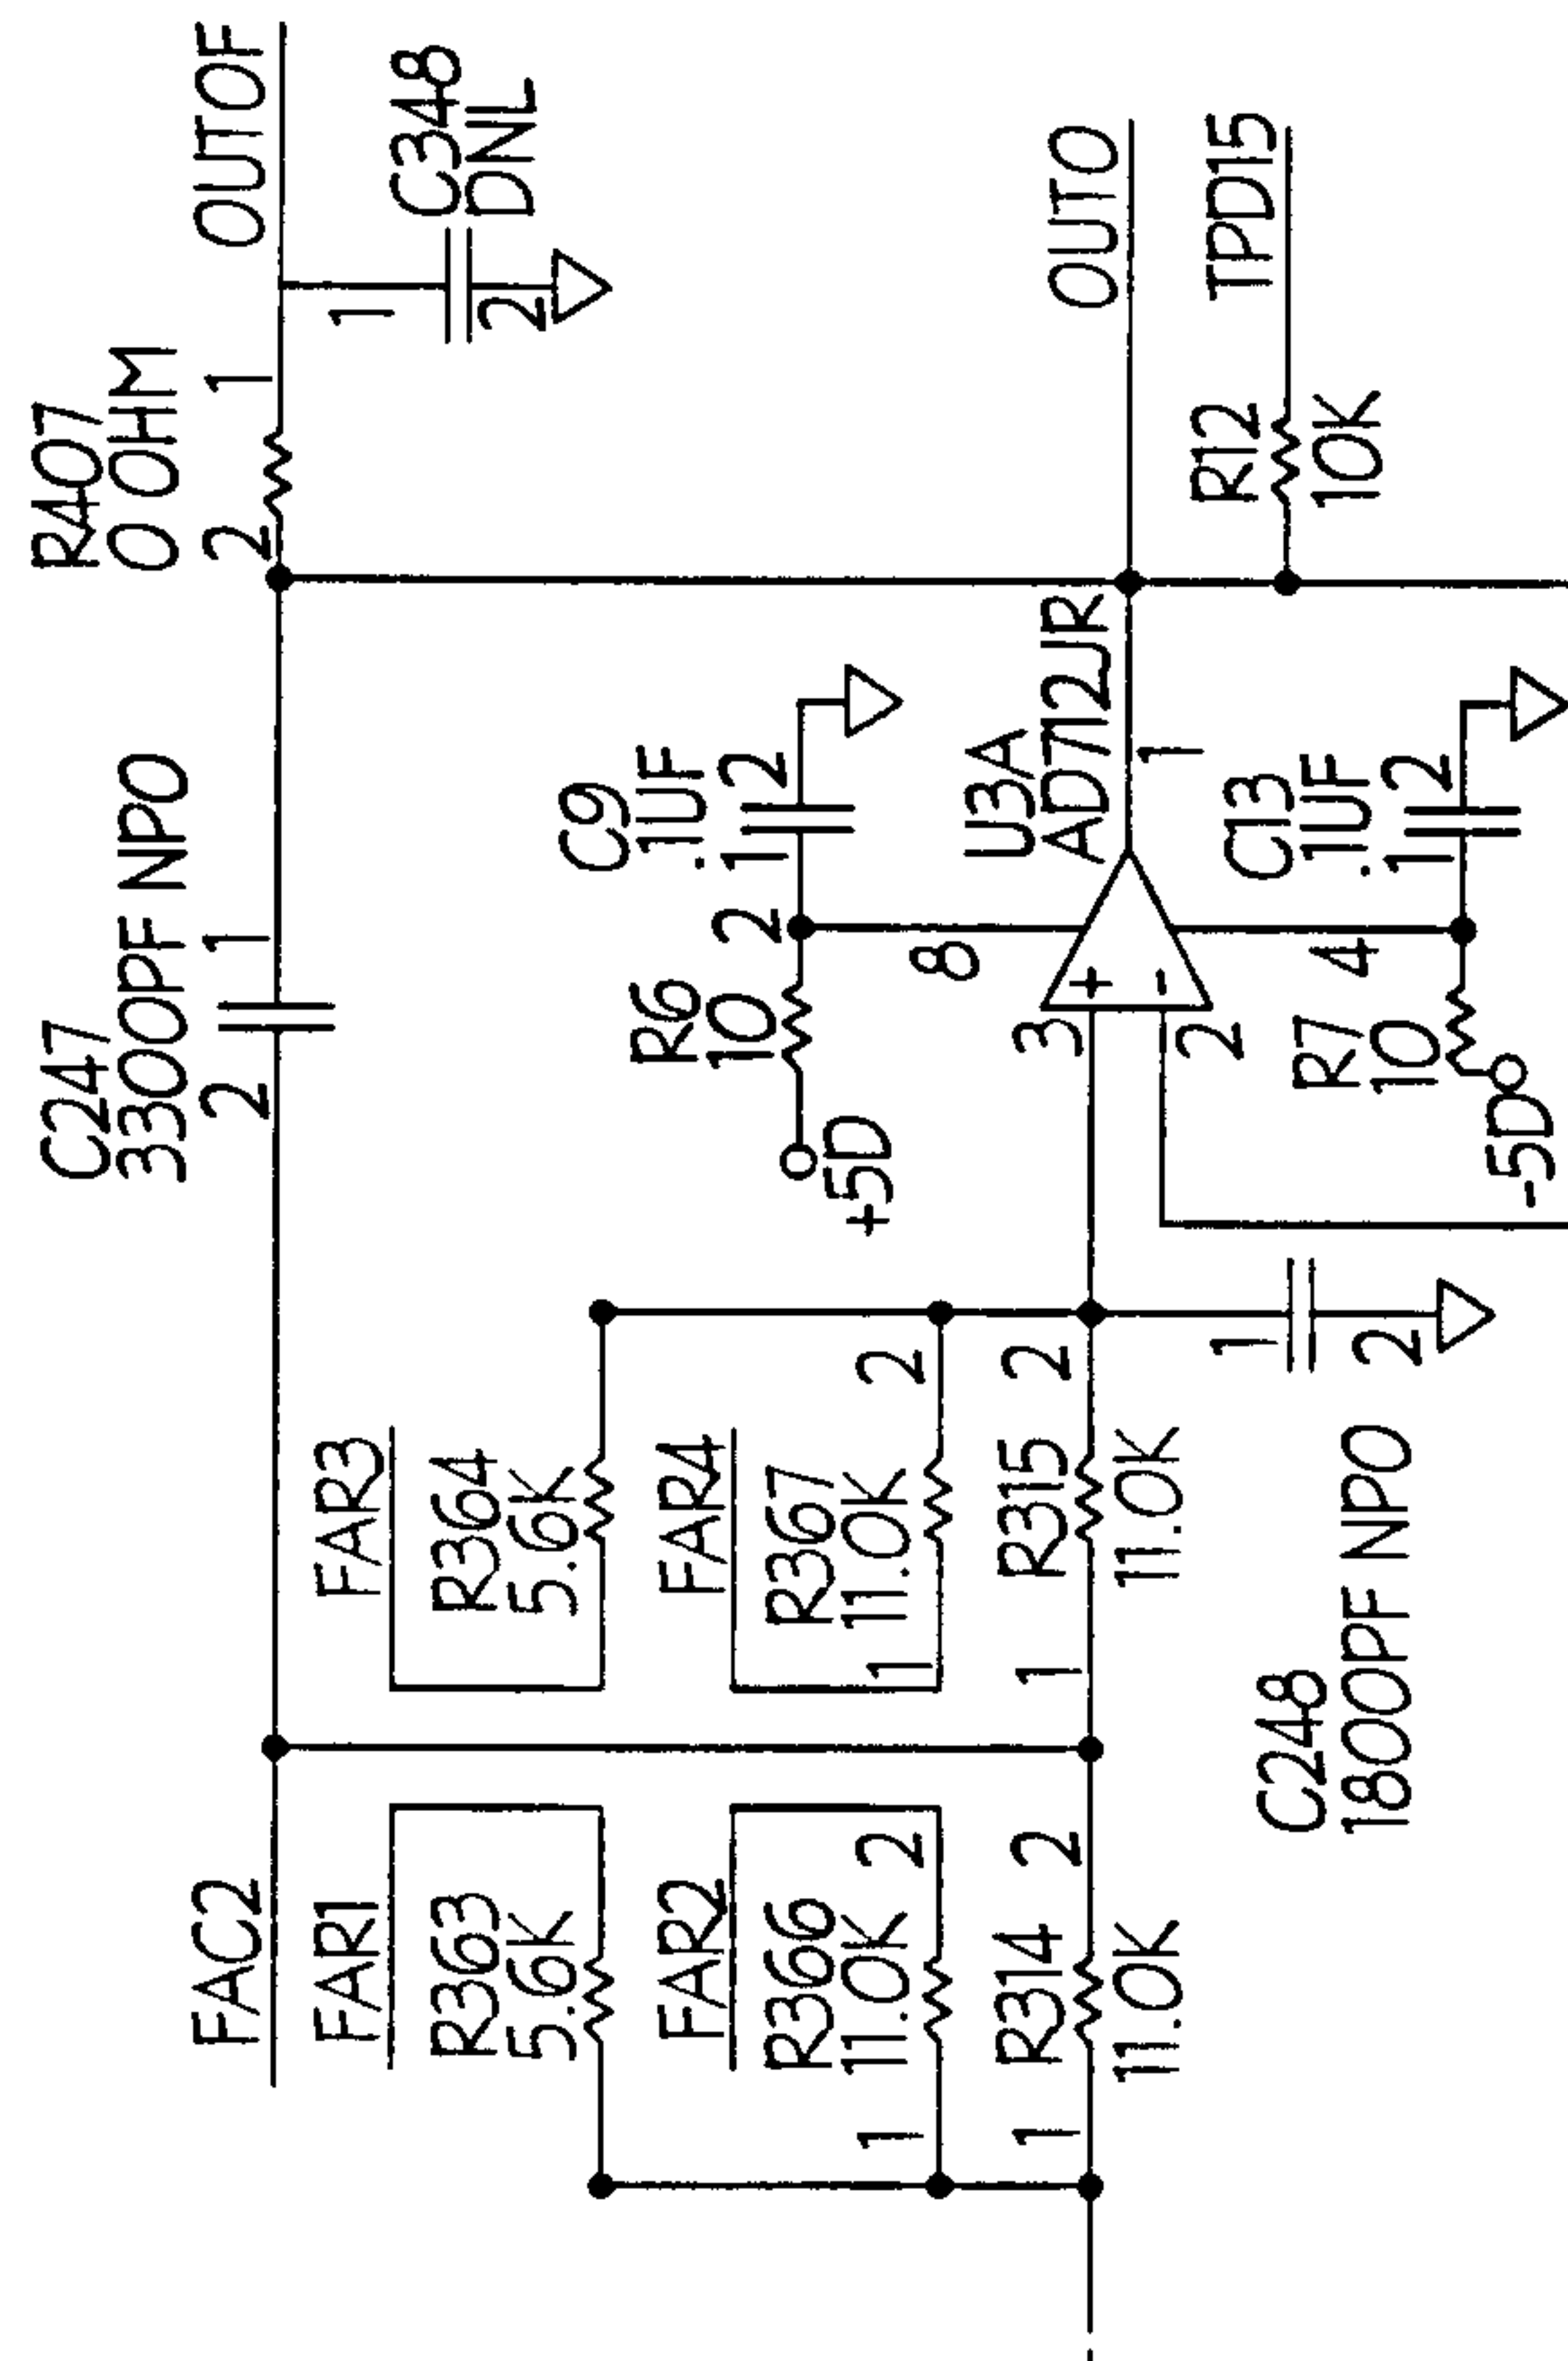 R407
0 OHM
2
1
OUT0F
C247
3300PF NPO
2
1
1
2
C348
DNL
FAC2
FAR1
R363
5.6K
FAR3
R364
5.6K
FAR2
R366
11.0K
1
2
FAR4
R367
11.0K
1
2
R314
1
2
11.0K
R315
1
2
11.0K
C248
1800PF NPO
1
2
+5D
R6
10
2
C9
.1UF
1
2
8
3
+
-
2
4
U3A
AD712JR
1
OUT0
TPD15
R12
10K
R7
10
-5D
C13
.1UF
1
2